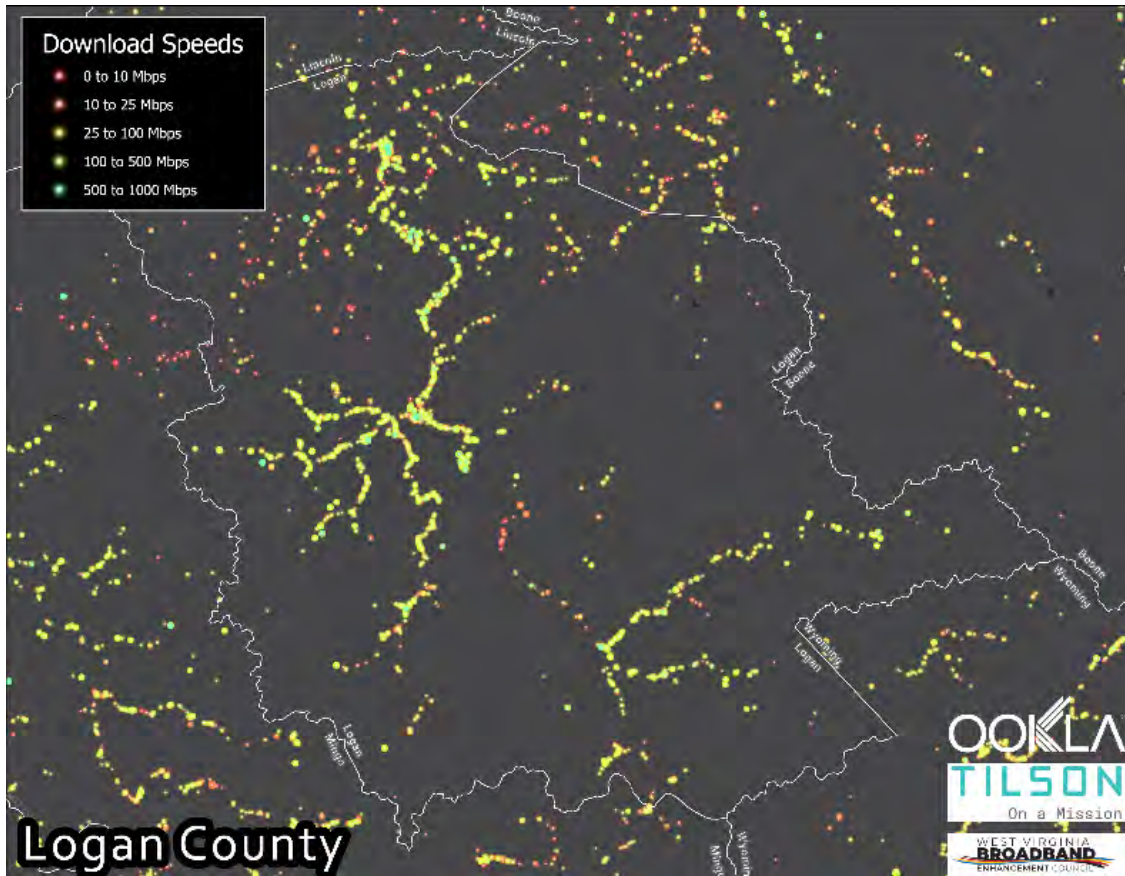 Download Speeds
0 to 10 Mbps
10 to 25 Mbps
25 to 100 Mbps
100 to 500 Mbps
500 to 1000 Mbps
Boone
Lincoln
Lincoln
Logan
Logan
Boone
Boone
Wyoming
Wyoming
Logan
Logan
Mingo
Wyoming
Mingo
OOKLA
TILSON
On a Mission
WEST VIRGINIA
BROADBAND
ENHANCEMENT COUNCIL
Logan County